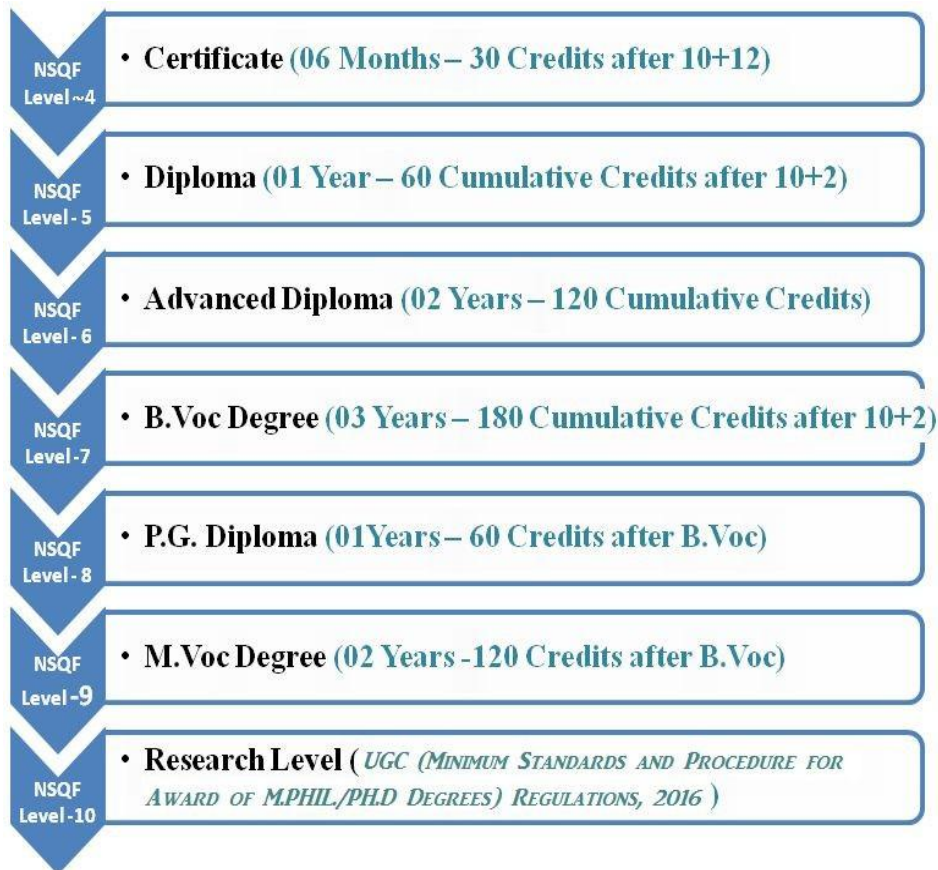 NSQF
Level~4
• Certificate (06 Months – 30 Credits after 10+12)
NSQF
Level- 5
• Diploma (01 Year – 60 Cumulative Credits after 10+2)
NSQF
Level- 6
• Advanced Diploma (02 Years – 120 Cumulative Credits)
NSQF
Level-7
• B.Voc Degree (03 Years – 180 Cumulative Credits after 10+2)
NSQF
Level- 8
• P.G. Diploma (01Years – 60 Credits after B.Voc)
NSQF
Level-9
• M.Voc Degree (02 Years -120 Credits after B.Voc)
NSQF
Level-10
• Research Level ( UGC (MINIMUM STANDARDS AND PROCEDURE FOR
AWARD OF M.PHIL./PH.D DEGREES) REGULATIONS, 2016 )